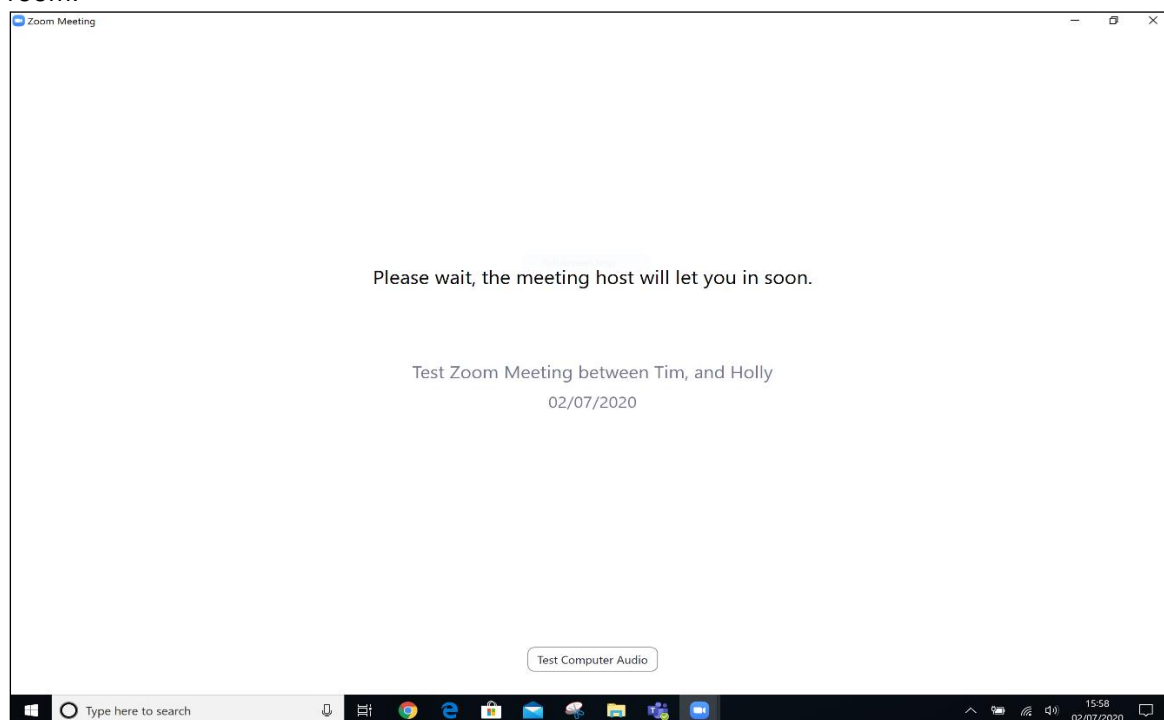 room.
Zoom Meeting
Please wait, the meeting host will let you in soon.
Test Zoom Meeting between Tim, and Holly
02/07/2020
Test Computer Audio
Type here to search
15:58
02/07/2020